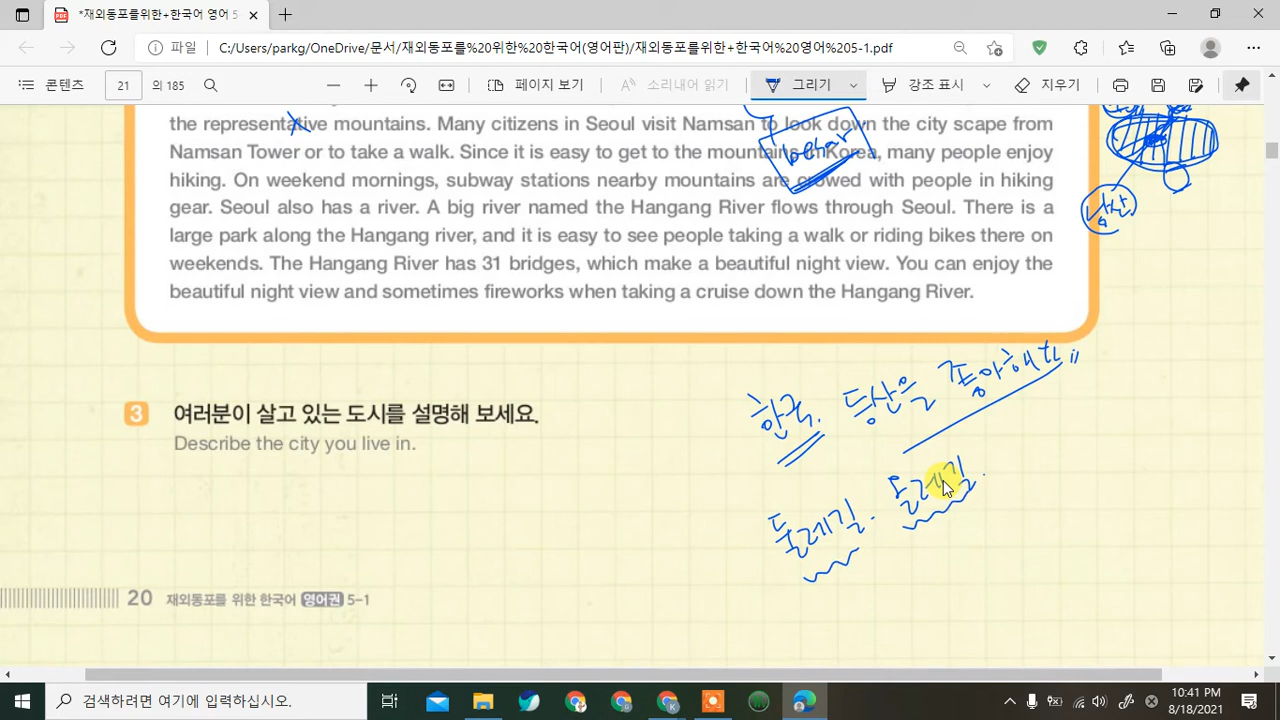 *재외동포를위한+한국어 영어 5
파일 C:/Users/parkg/OneDrive/문서/재외동포를%20위한%20한국어(영어판)/재외동포를위한+한국어%20영어%205-1.pdf
콘텐츠 21 의 185 페이지 보기 소리내어 읽기 그리기 강조 표시 지우기
the representative mountains. Many citizens in Seoul visit Namsan to look down the city scape from
Namsan Tower or to take a walk. Since it is easy to get to the mountains in Korea, many people enjoy
besar
hiking. On weekend mornings, subway stations nearby mountains are crowed with people in hiking
gear. Seoul also has a river. A big river named the Hangang River flows through Seoul. There is a
남산
large park along the Hangang river, and it is easy to see people taking a walk or riding bikes there on
weekends. The Hangang River has 31 bridges, which make a beautiful night view. You can enjoy the
beautiful night view and sometimes fireworks when taking a cruise down the Hangang River.
3 여러분이 살고 있는 도시를 설명해 보세요.
Describe the city you live in.
한국. 등산을 좋아해요
둘레길. 올레길.
20 재외동포를 위한 한국어 영어권 5-1
검색하려면 여기에 입력하십시오.
10:41 PM
8/18/2021